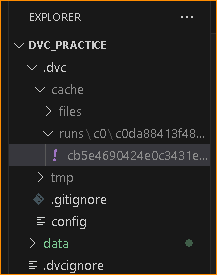 EXPLORER
DVC_PRACTICE
.dvc
cache
files
runs \ c0 \ c0da88413f48...
cb5e4690424e0c3431e...
tmp
.gitignore
config
data
.dvcignore